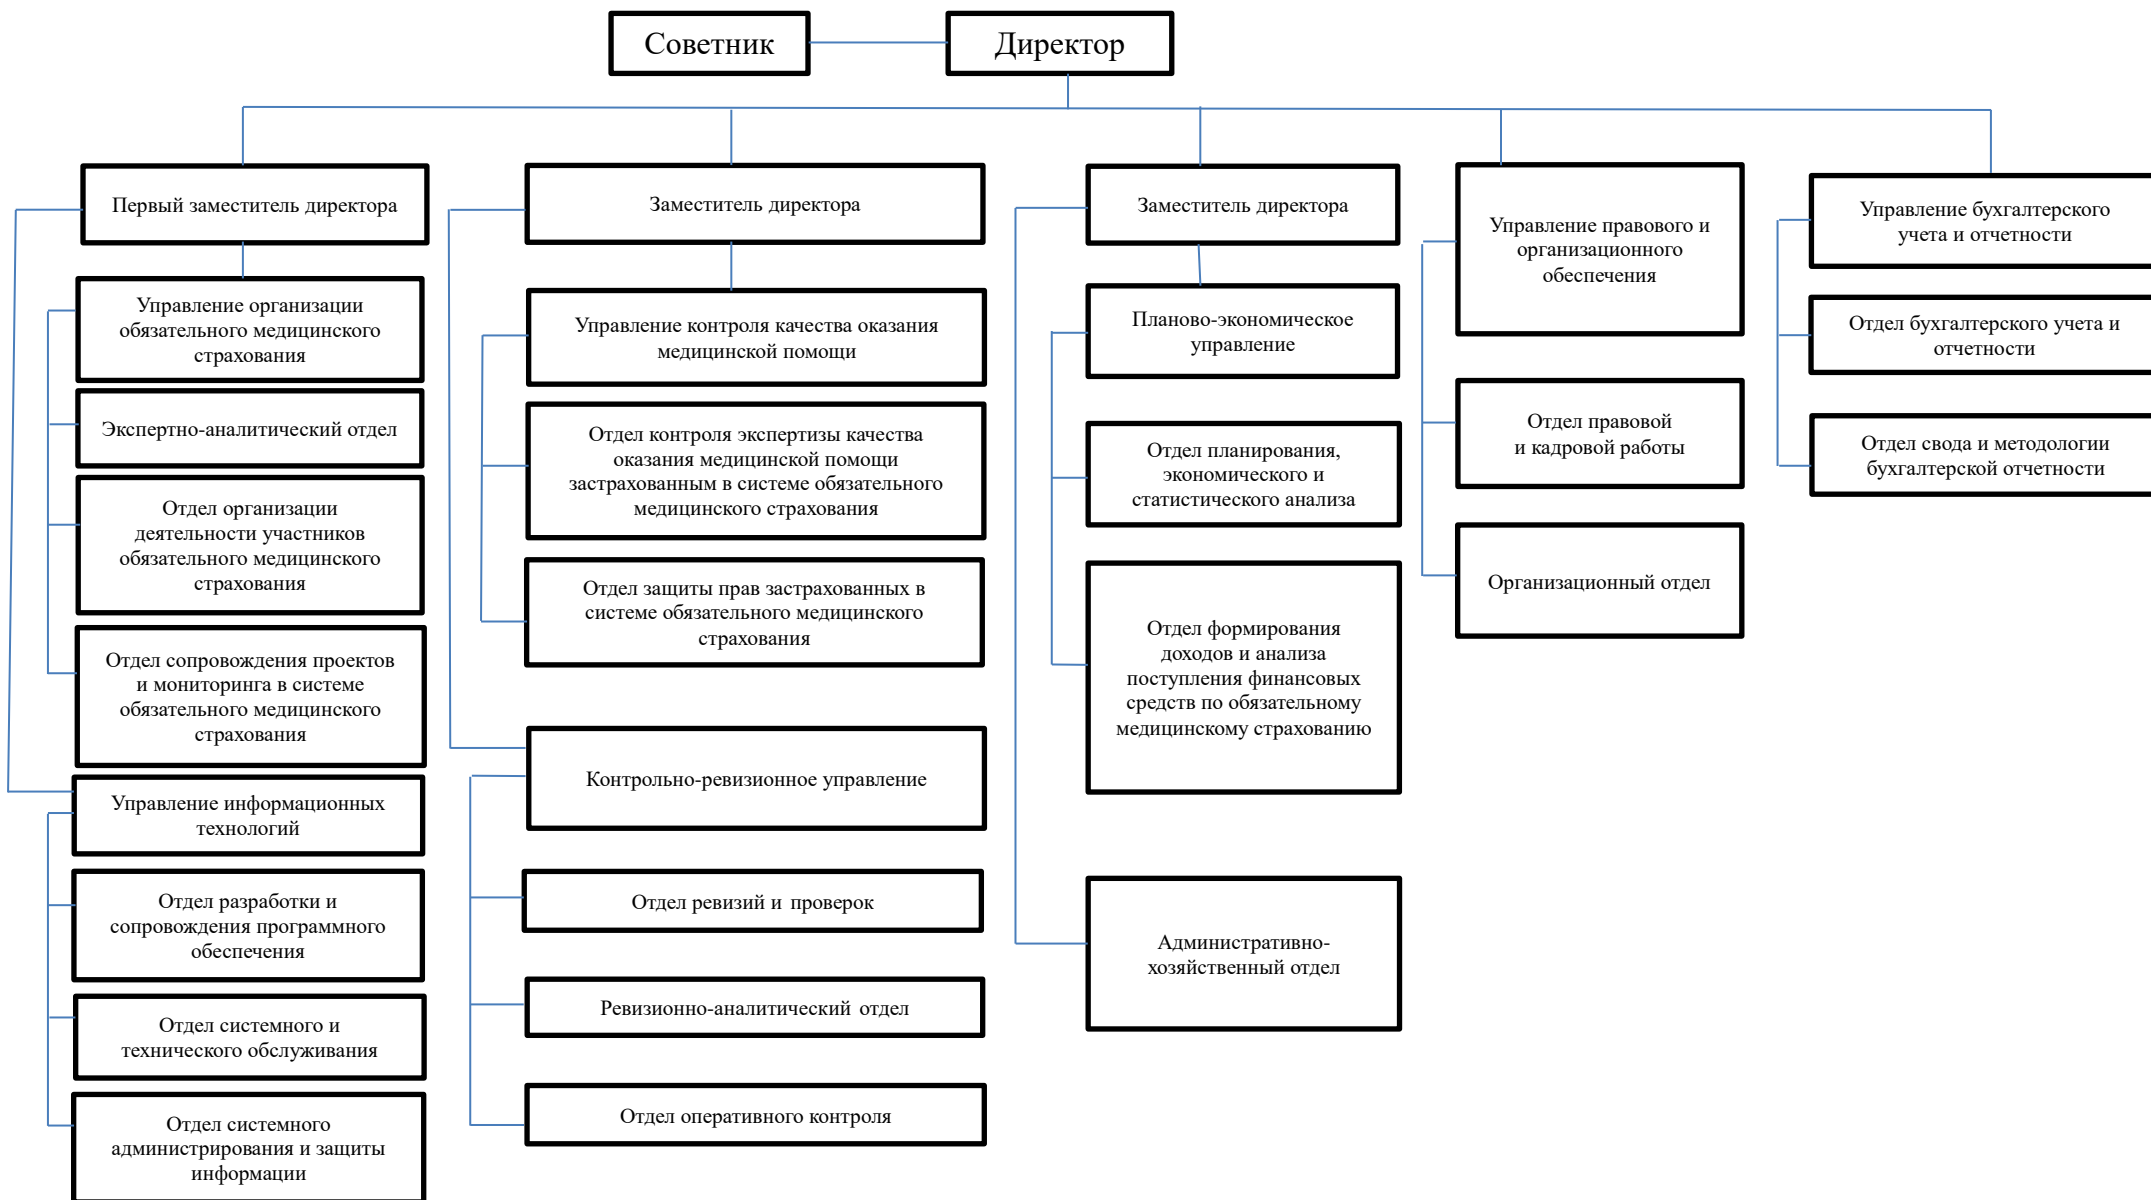 Советник
Директор
Первый заместитель директора
Управление организации
обязательного медицинского
страхования
Экспертно-аналитический отдел
Отдел организации
деятельности участников
обязательного медицинского
страхования
Отдел сопровождения проектов
и мониторинга в системе
обязательного медицинского
страхования
Управление информационных
технологий
Отдел разработки и
сопровождения программного
обеспечения
Отдел системного и
технического обслуживания
Отдел системного
администрирования и защиты
информации
Заместитель директора
Управление контроля качества оказания
медицинской помощи
Отдел контроля экспертизы качества
оказания медицинской помощи
застрахованным в системе обязательного
медицинского страхования
Отдел защиты прав застрахованных в
системе обязательного медицинского
страхования
Контрольно-ревизионное управление
Отдел ревизий и проверок
Ревизионно-аналитический отдел
Отдел оперативного контроля
Заместитель директора
Планово-экономическое
управление
Отдел планирования,
экономического и
статистического анализа
Отдел формирования
доходов и анализа
поступления финансовых
средств по обязательному
медицинскому страхованию
Административно-
хозяйственный отдел
Управление правового и
организационного
обеспечения
Отдел правовой
и кадровой работы
Организационный отдел
Управление бухгалтерского
учета и отчетности
Отдел бухгалтерского учета и
отчетности
Отдел свода и методологии
бухгалтерской отчетности